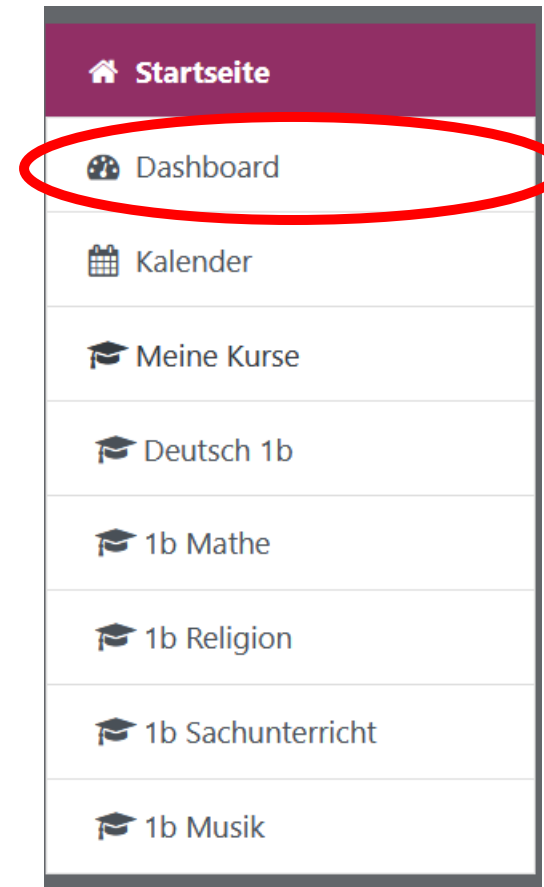 Startseite
Dashboard
Kalender
Meine Kurse
Deutsch 1b
1b Mathe
1b Religion
1b Sachunterricht
1b Musik